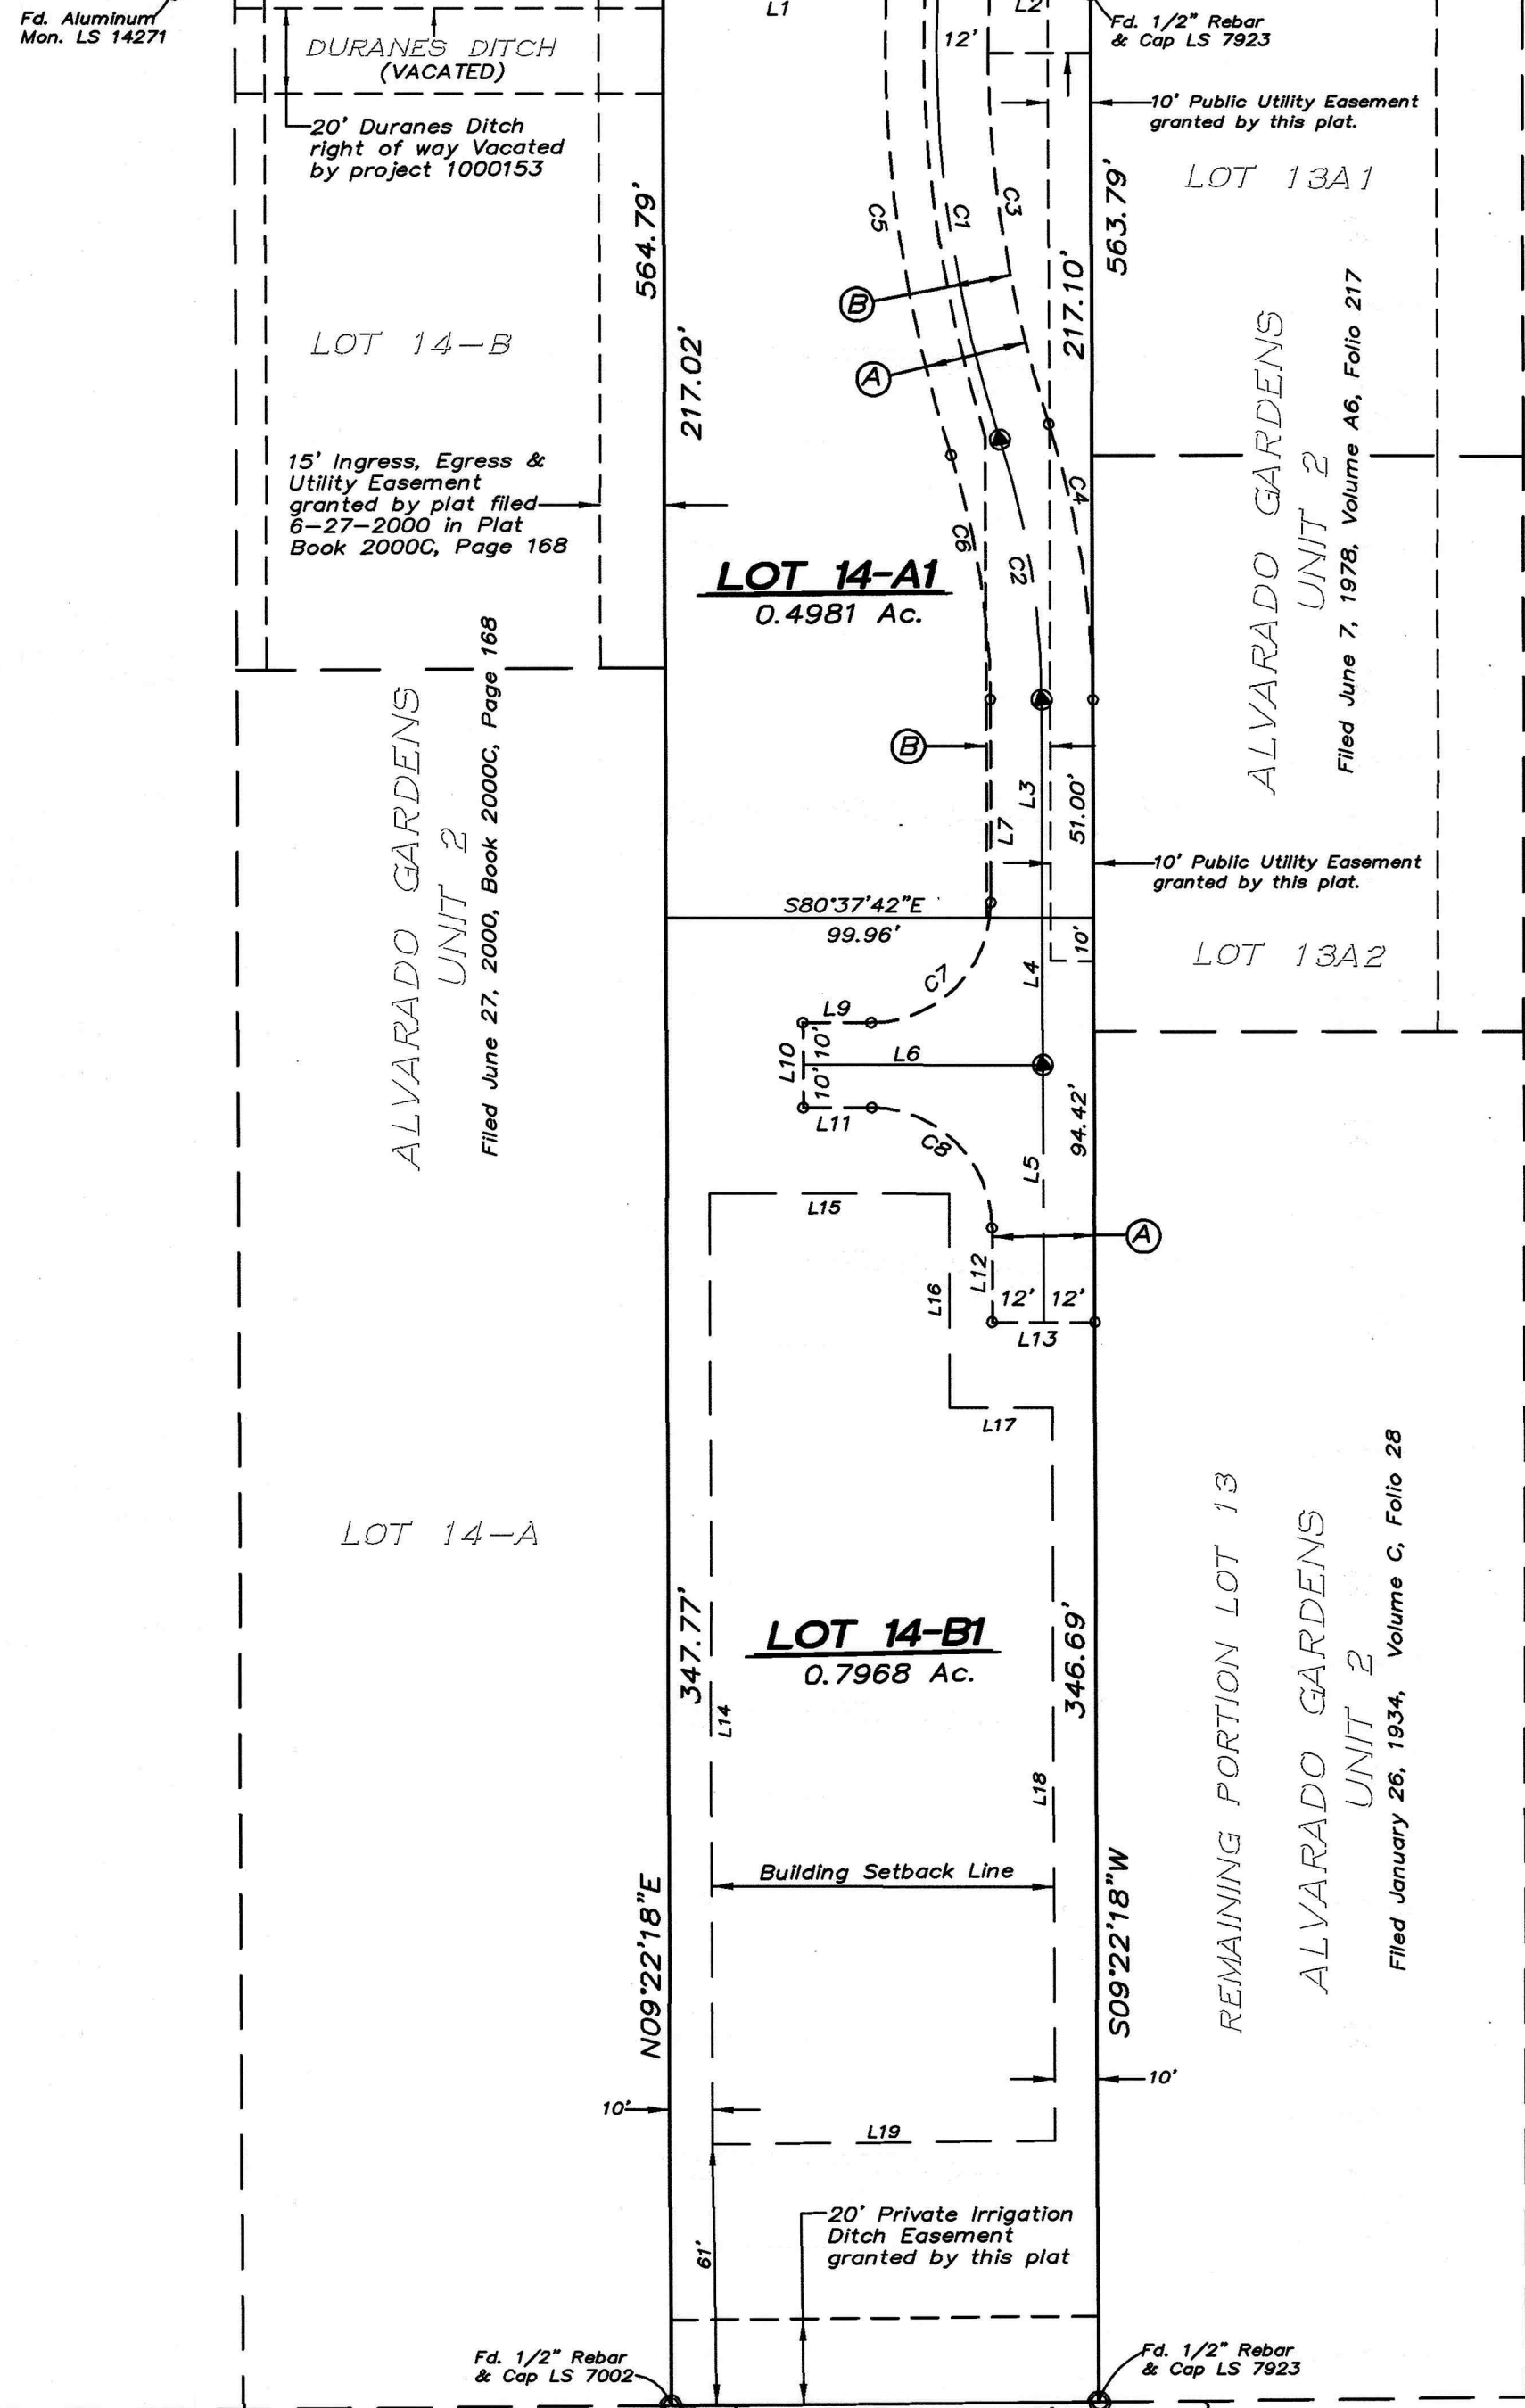 Fd. Aluminum
Mon. LS 14271
DURANES DITCH
(VACATED)
20' Duranes Ditch
right of way Vacated
by project 1000153
L1
12'
L2
Fd. 1/2" Rebar
& Cap LS 7923
10' Public Utility Easement
granted by this plat.
LOT 13A1
564.79'
C5
C1
C3
563.79'
217.10'
B
A
LOT 14-B
217.02'
15' Ingress, Egress &
Utility Easement
granted by plat filed
6-27-2000 in Plat
Book 2000C, Page 168
C6
C4
C2
LOT 14-A1
0.4981 Ac.
ALVARADO GARDENS
UNIT 2
Filed June 7, 1978, Volume A6, Folio 217
ALVARADO GARDENS
UNIT 2
Filed June 27, 2000, Book 2000C, Page 168
B
L7
L3
51.00'
10' Public Utility Easement
granted by this plat.
S80°37'42"E
99.96'
10'
LOT 13A2
C7
L4
L9
L10
10'
10'
L6
L11
C8
L5
94.42'
L15
A
L16
L12
12'
12'
L13
L17
LOT 14-A
347.77'
LOT 14-B1
0.7968 Ac.
346.69'
L14
L18
REMAINING PORTION LOT 13
ALVARADO GARDENS
UNIT 2
Filed January 26, 1934, Volume C, Folio 28
Building Setback Line
N09°22'18"E
S09°22'18"W
10'
10'
L19
61'
20' Private Irrigation
Ditch Easement
granted by this plat
Fd. 1/2" Rebar
& Cap LS 7002
Fd. 1/2" Rebar
& Cap LS 7923